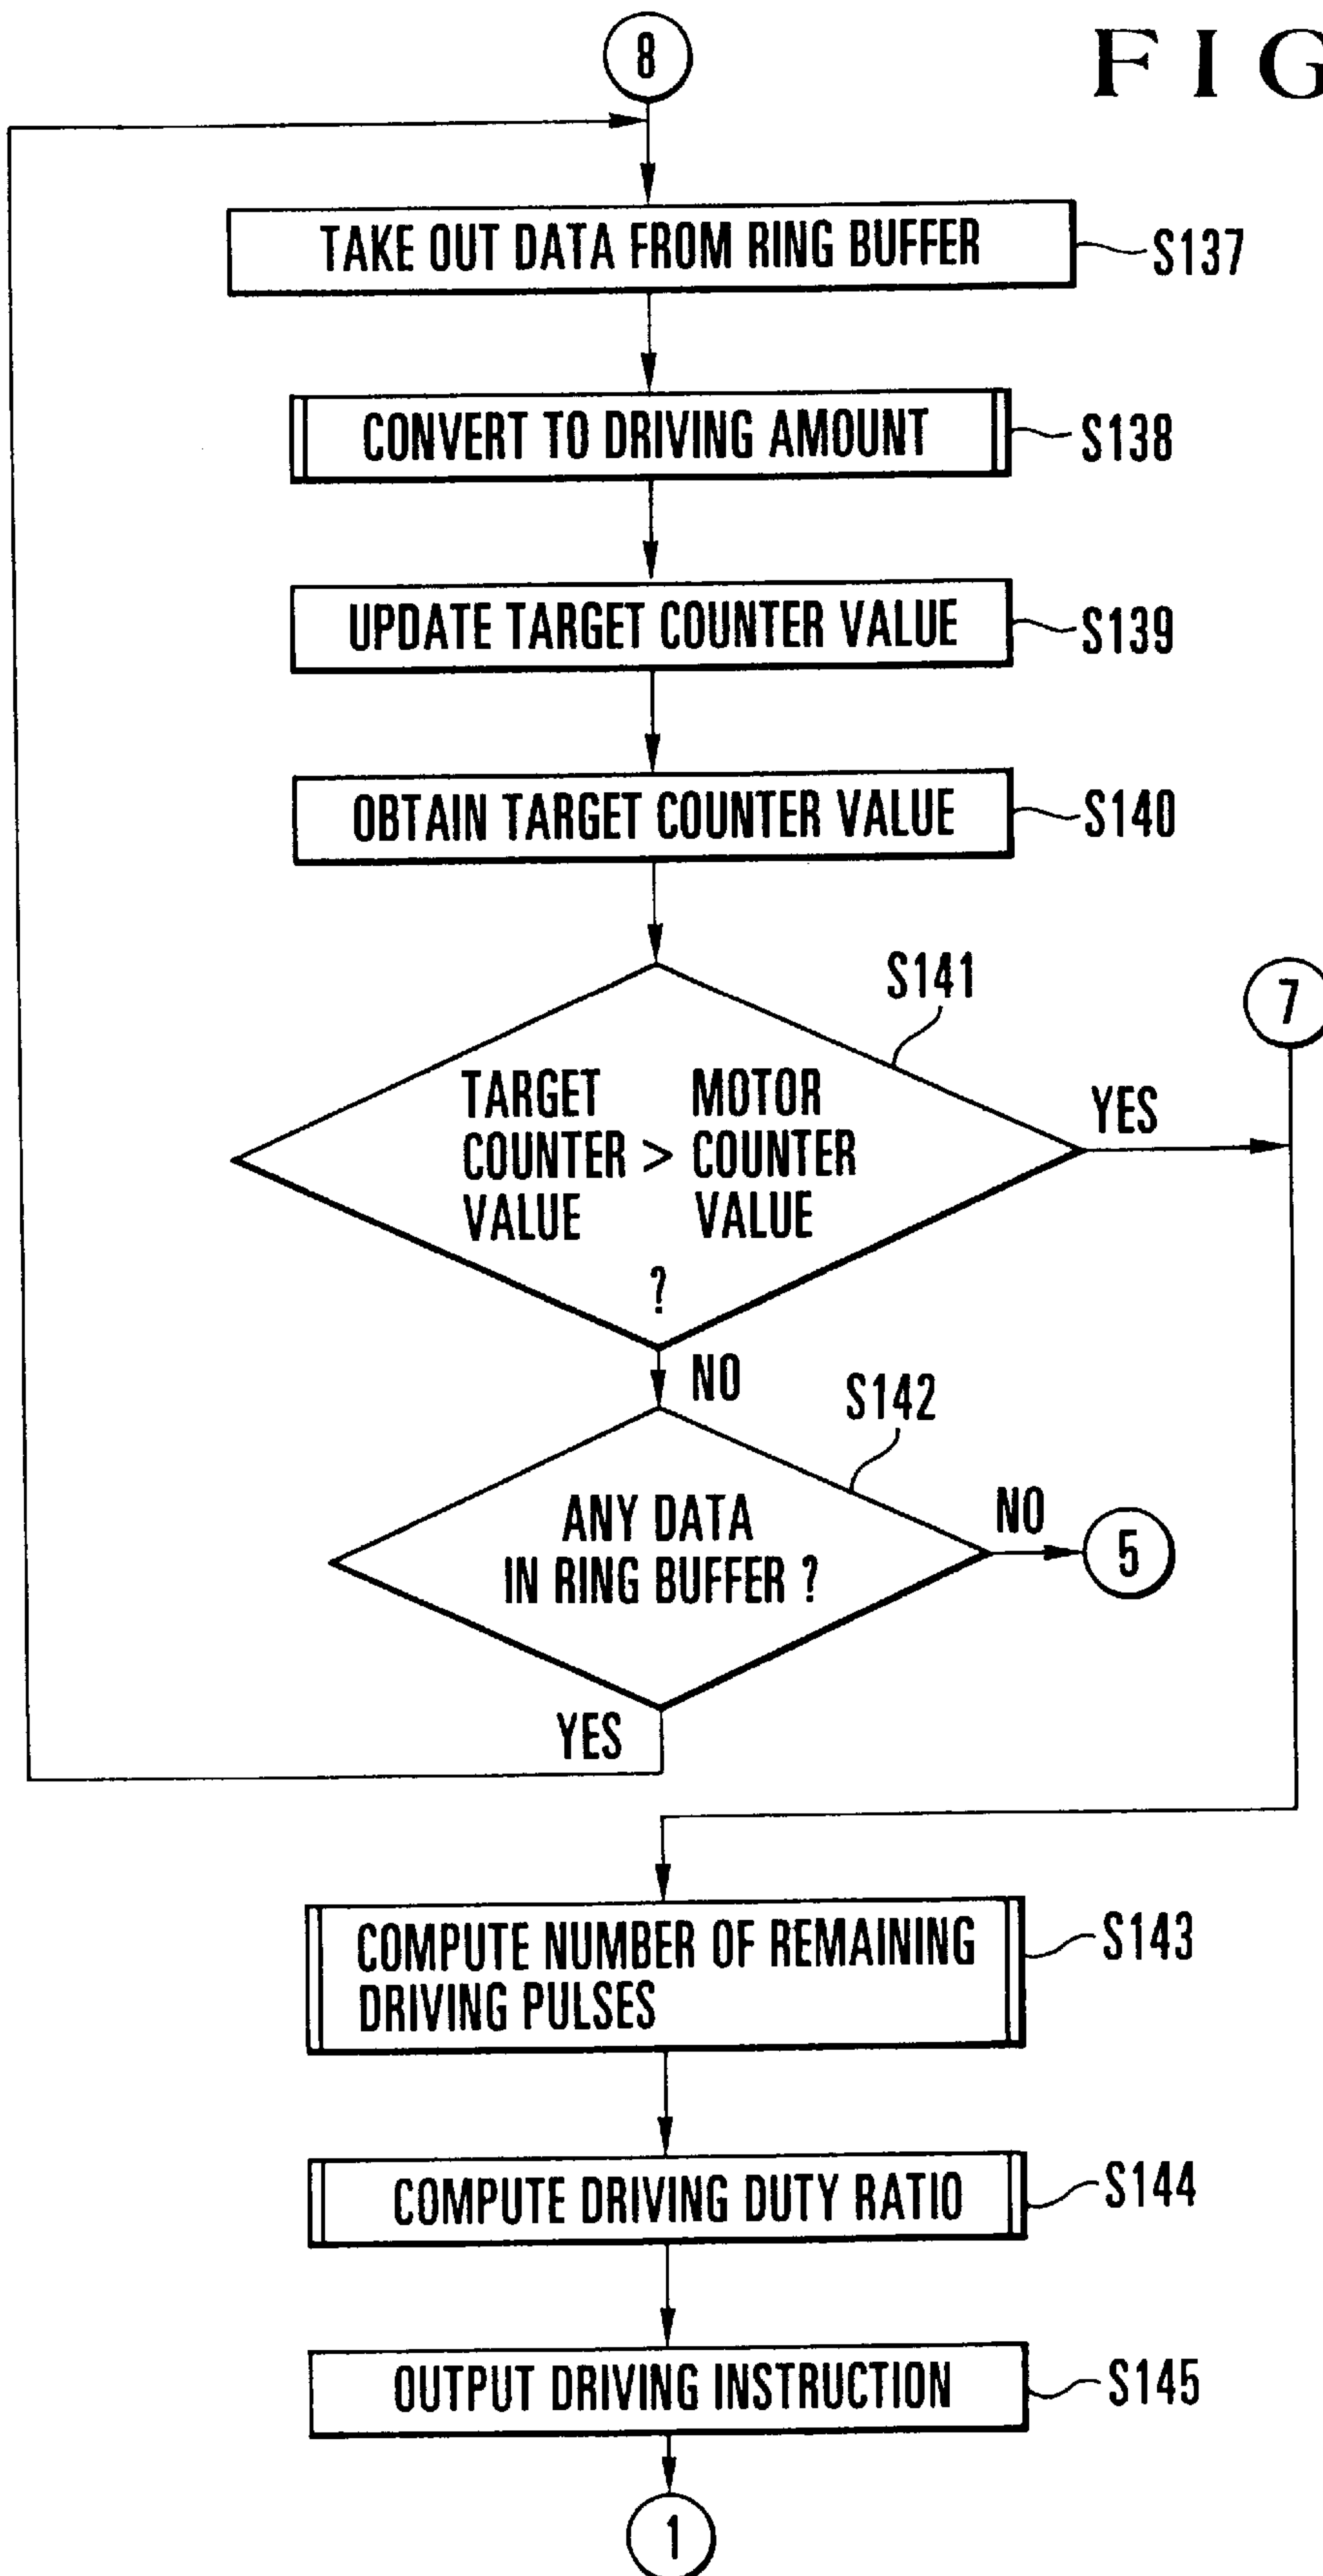 8
FIG
TAKE OUT DATA FROM RING BUFFER
S137
CONVERT TO DRIVING AMOUNT
S138
UPDATE TARGET COUNTER VALUE
S139
OBTAIN TARGET COUNTER VALUE
S140
S141
7
TARGET MOTOR
COUNTER > COUNTER
VALUE VALUE
?
YES
NO
S142
ANY DATA
IN RING BUFFER ?
NO
5
YES
COMPUTE NUMBER OF REMAINING
DRIVING PULSES
S143
COMPUTE DRIVING DUTY RATIO
S144
OUTPUT DRIVING INSTRUCTION
S145
1